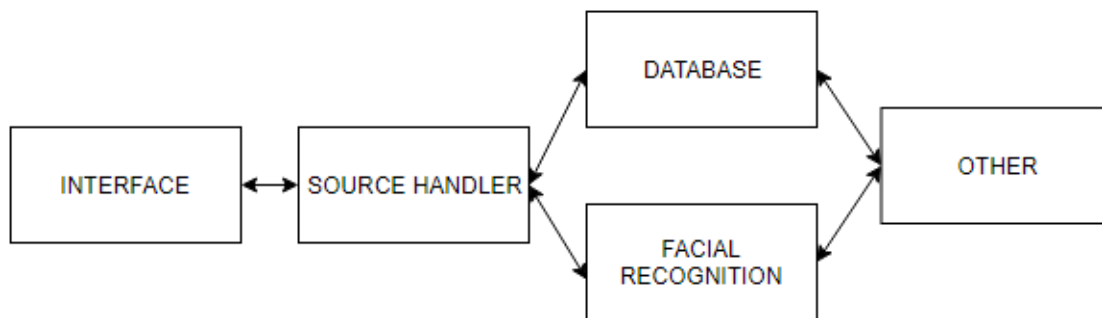 DATABASE
INTERFACE
SOURCE HANDLER
OTHER
FACIAL
RECOGNITION